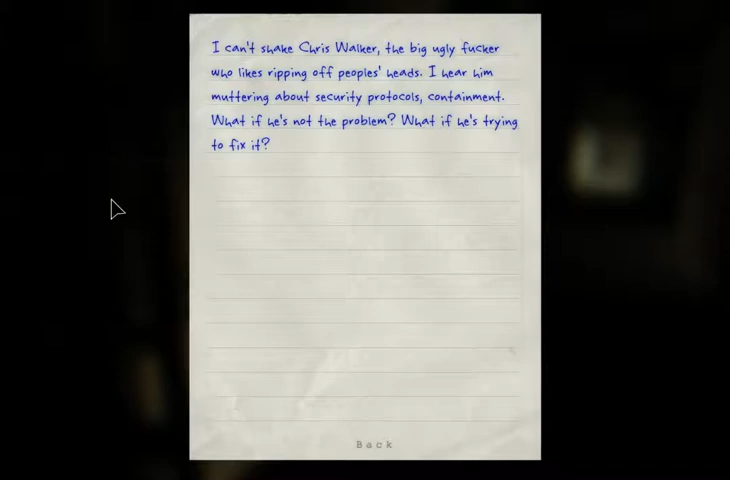 I can't shake Chris Walker, the big ugly fucker
who likes ripping off peoples' heads. I hear him
muttering about security protocols, containment.
What if he's not the problem? What if he's trying
to fix it?
Back